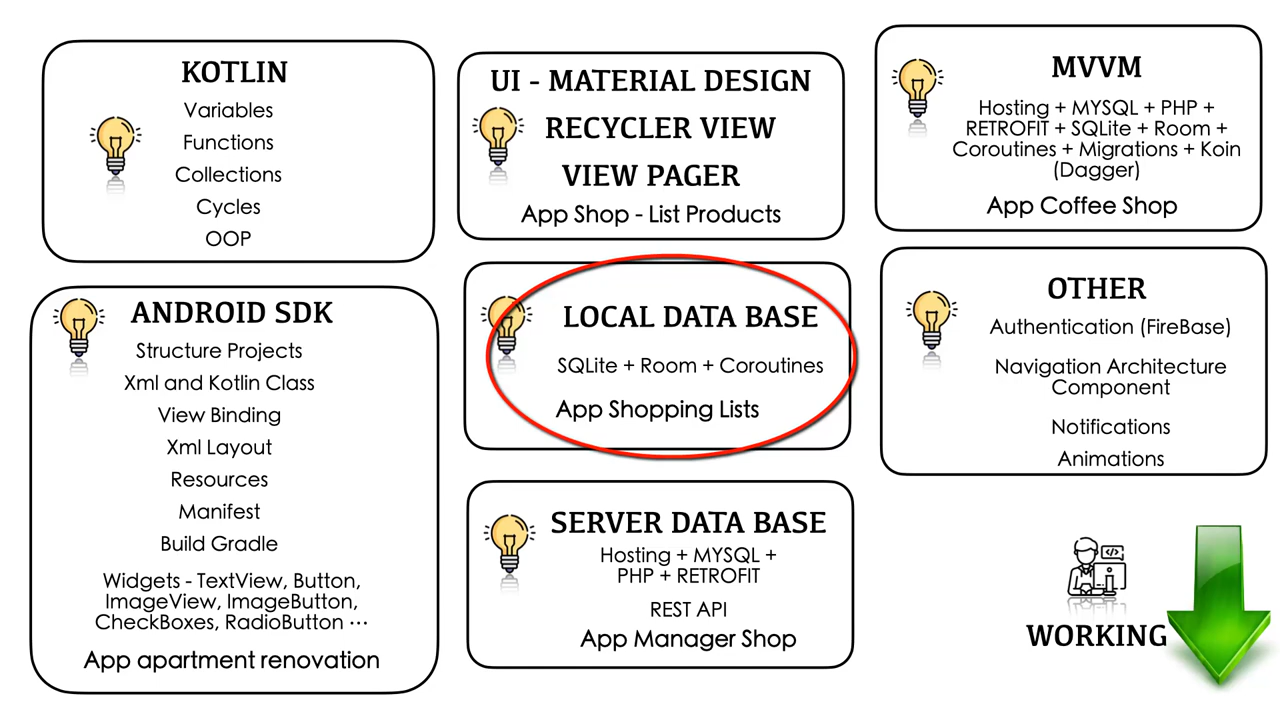 KOTLIN
Variables
Functions
Collections
Cycles
OOP
ANDROID SDK
Structure Projects
Xml and Kotlin Class
View Binding
Xml Layout
Resources
Manifest
Build Gradle
Widgets - TextView, Button,
ImageView, ImageButton,
CheckBoxes, RadioButton ...
App apartment renovation
UI - MATERIAL DESIGN
RECYCLER VIEW
VIEW PAGER
App Shop - List Products
LOCAL DATA BASE
SQLite + Room + Coroutines
App Shopping Lists
SERVER DATA BASE
Hosting + MYSQL +
PHP + RETROFIT
REST API
App Manager Shop
MVVM
Hosting + MYSQL + PHP +
RETROFIT + SQLite + Room +
Coroutines + Migrations + Koin
(Dagger)
App Coffee Shop
OTHER
Authentication (FireBase)
Navigation Architecture
Component
Notifications
Animations
WORKING